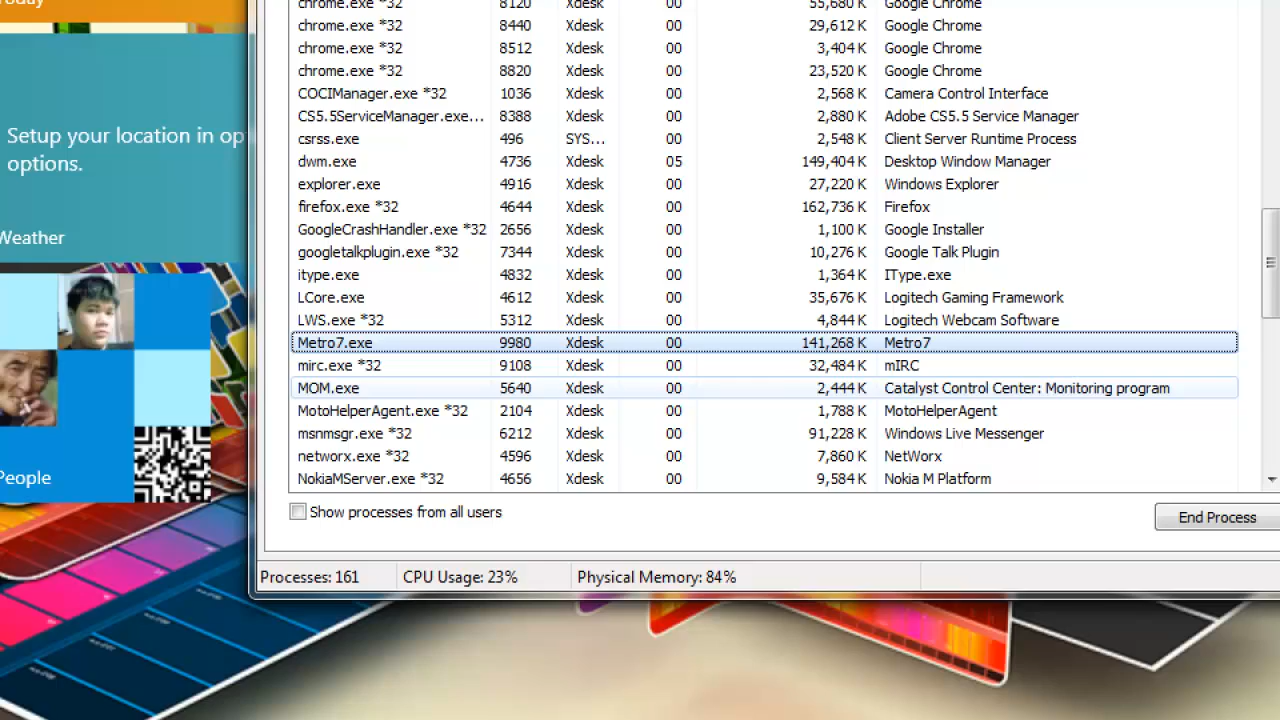 Today
Setup your location in op
options.
Weather
People
chrome.exe *32 8120 Xdesk 00 55,680 K Google Chrome
chrome.exe *32 8440 Xdesk 00 29,612 K Google Chrome
chrome.exe *32 8512 Xdesk 00 3,404 K Google Chrome
chrome.exe *32 8820 Xdesk 00 23,520 K Google Chrome
COCIManager.exe *32 1036 Xdesk 00 2,568 K Camera Control Interface
CS5.5ServiceManager.exe... 8388 Xdesk 00 2,880 K Adobe CS5.5 Service Manager
csrss.exe 496 SYS... 00 2,548 K Client Server Runtime Process
dwm.exe 4736 Xdesk 05 149,404 K Desktop Window Manager
explorer.exe 4916 Xdesk 00 27,220 K Windows Explorer
firefox.exe *32 4644 Xdesk 00 162,736 K Firefox
GoogleCrashHandler.exe *32 2656 Xdesk 00 1,100 K Google Installer
googletalkplugin.exe *32 7344 Xdesk 00 10,276 K Google Talk Plugin
itype.exe 4832 Xdesk 00 1,364 K IType.exe
LCore.exe 4612 Xdesk 00 35,676 K Logitech Gaming Framework
LWS.exe *32 5312 Xdesk 00 4,844 K Logitech Webcam Software
Metro7.exe 9980 Xdesk 00 141,268 K Metro7
mirc.exe *32 9108 Xdesk 00 32,484 K mIRC
MOM.exe 5640 Xdesk 00 2,444 K Catalyst Control Center: Monitoring program
MotoHelperAgent.exe *32 2104 Xdesk 00 1,788 K MotoHelperAgent
msnmsgr.exe *32 6212 Xdesk 00 91,228 K Windows Live Messenger
networx.exe *32 4596 Xdesk 00 7,860 K NetWorx
NokiaMServer.exe *32 4656 Xdesk 00 9,584 K Nokia M Platform
Show processes from all users
End Process
Processes: 161 CPU Usage: 23% Physical Memory: 84%